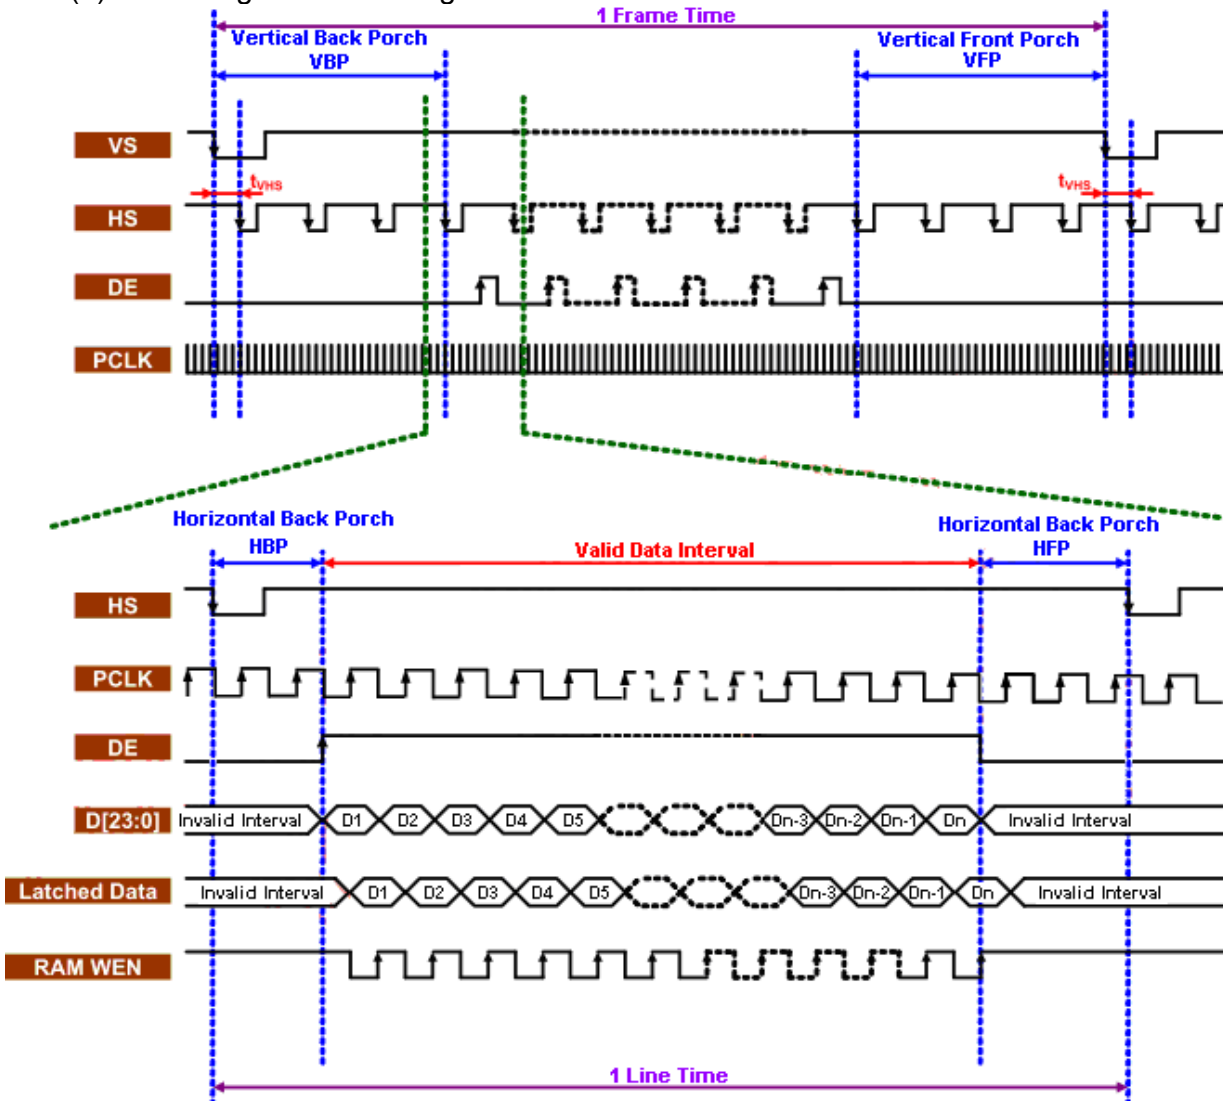 1 Frame Time
Vertical Back Porch
VBP
Vertical Front Porch
VFP
VS
tVHS
tVHS
HS
DE
PCLK
Horizontal Back Porch
HBP
Valid Data Interval
Horizontal Back Porch
HFP
HS
PCLK
DE
D[23:0] Invalid Interval D1 D2 D3 D4 D5 Dn-3 Dn-2 Dn-1 Dn Invalid Interval
Latched Data Invalid Interval D1 D2 D3 D4 D5 Dn-3 Dn-2 Dn-1 Dn Invalid Interval
RAM WEN
1 Line Time